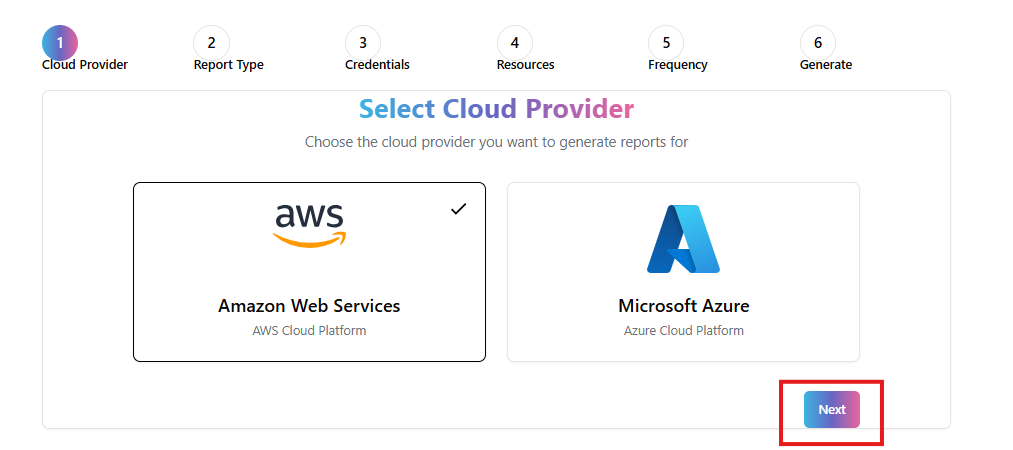 1 2 3 4 5 6
Cloud Provider Report Type Credentials Resources Frequency Generate
Select Cloud Provider
Choose the cloud provider you want to generate reports for
aws
Amazon Web Services Microsoft Azure
AWS Cloud Platform Azure Cloud Platform
Next